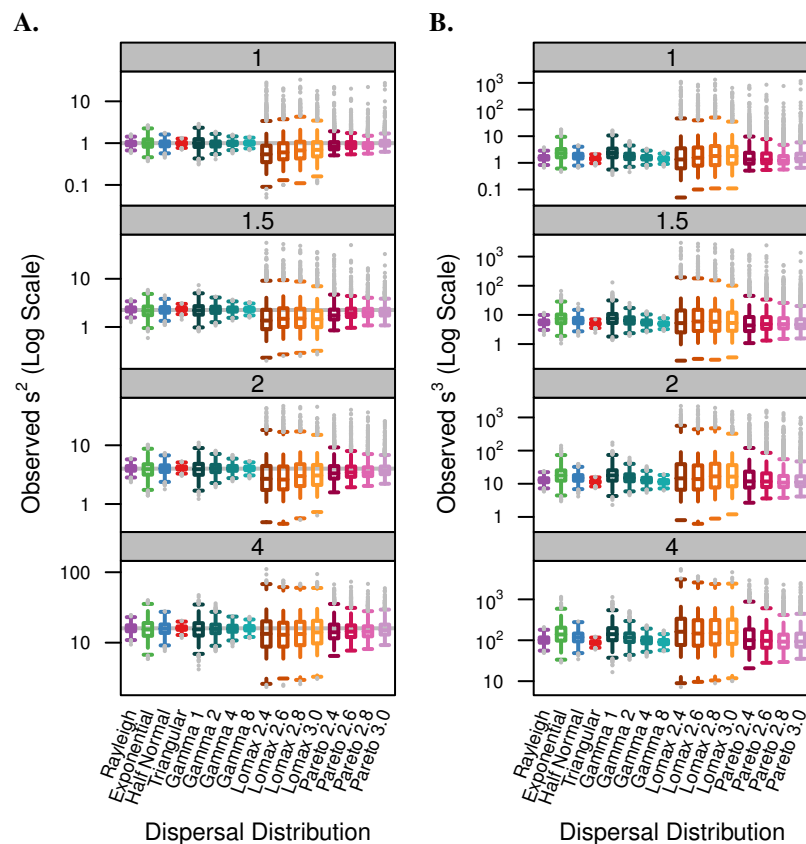 A.
1
10
1
0.1
1.5
10
1
2
10
1
4
100
10
Observed s² (Log Scale)
Rayleigh
Exponential
Half Normal
Triangular
Gamma 1
Gamma 2
Gamma 4
Gamma 8
Lomax 2.4
Lomax 2.6
Lomax 2.8
Lomax 3.0
Pareto 2.4
Pareto 2.6
Pareto 2.8
Pareto 3.0
Dispersal Distribution
B.
1
10³
10²
10
1
0.1
1.5
10³
10²
10
1
2
10³
10²
10
1
4
10³
10²
10
Observed s³ (Log Scale)
Rayleigh
Exponential
Half Normal
Triangular
Gamma 1
Gamma 2
Gamma 4
Gamma 8
Lomax 2.4
Lomax 2.6
Lomax 2.8
Lomax 3.0
Pareto 2.4
Pareto 2.6
Pareto 2.8
Pareto 3.0
Dispersal Distribution